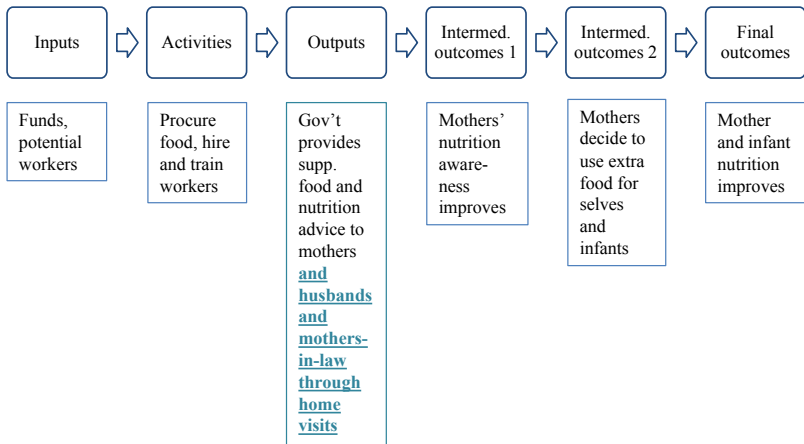 Inputs
Activities
Outputs
Intermed.
outcomes 1
Intermed.
outcomes 2
Final
outcomes
Funds,
potential
workers
Procure
food, hire
and train
workers
Gov’t
provides
supp.
food and
nutrition
advice to
mothers
and
husbands
and
mothers-
in-law
through
home
visits
Mothers’
nutrition
aware-
ness
improves
Mothers
decide to
use extra
food for
selves
and
infants
Mother
and infant
nutrition
improves